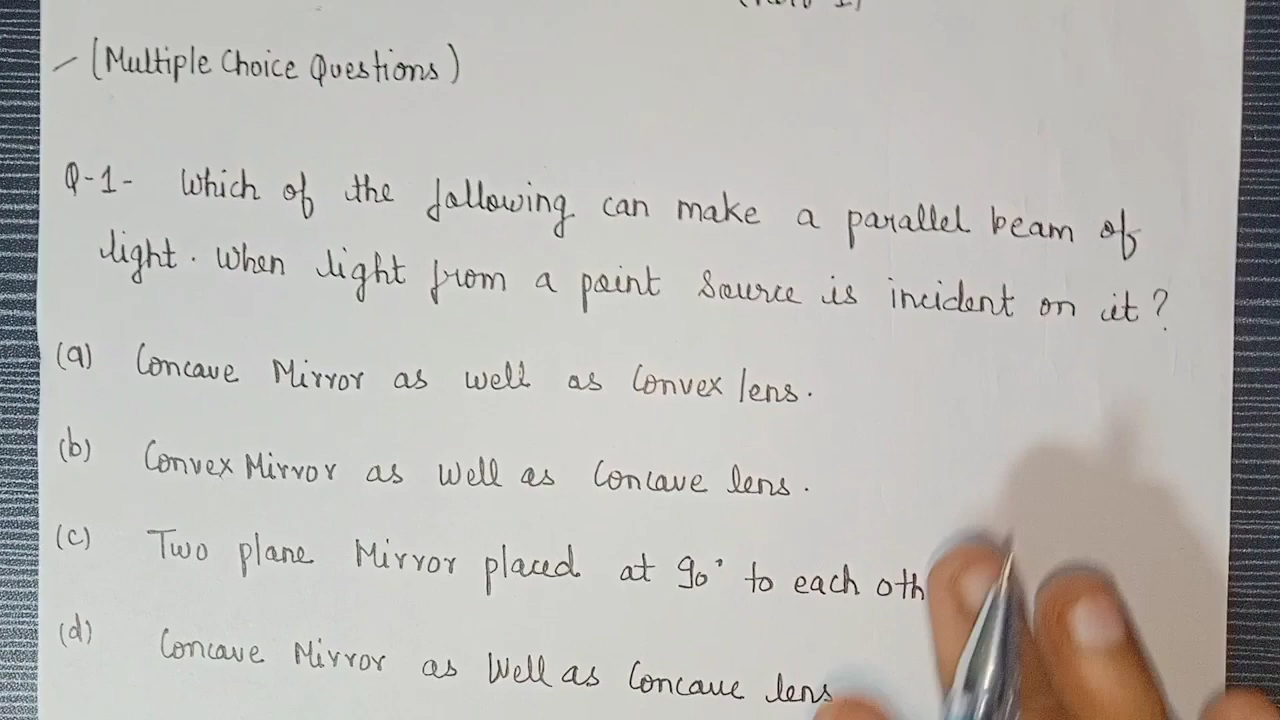 (Multiple Choice Questions)
Q-1- Which of the following can make a parallel beam of
light. When light from a point source is incident on it?
(a) Concave Mirror as well as Convex lens.
(b) Convex Mirror as well as Concave lens.
(c) Two plane Mirror placed at 90° to each oth
(d) Concave Mirror as Well as Concave lens